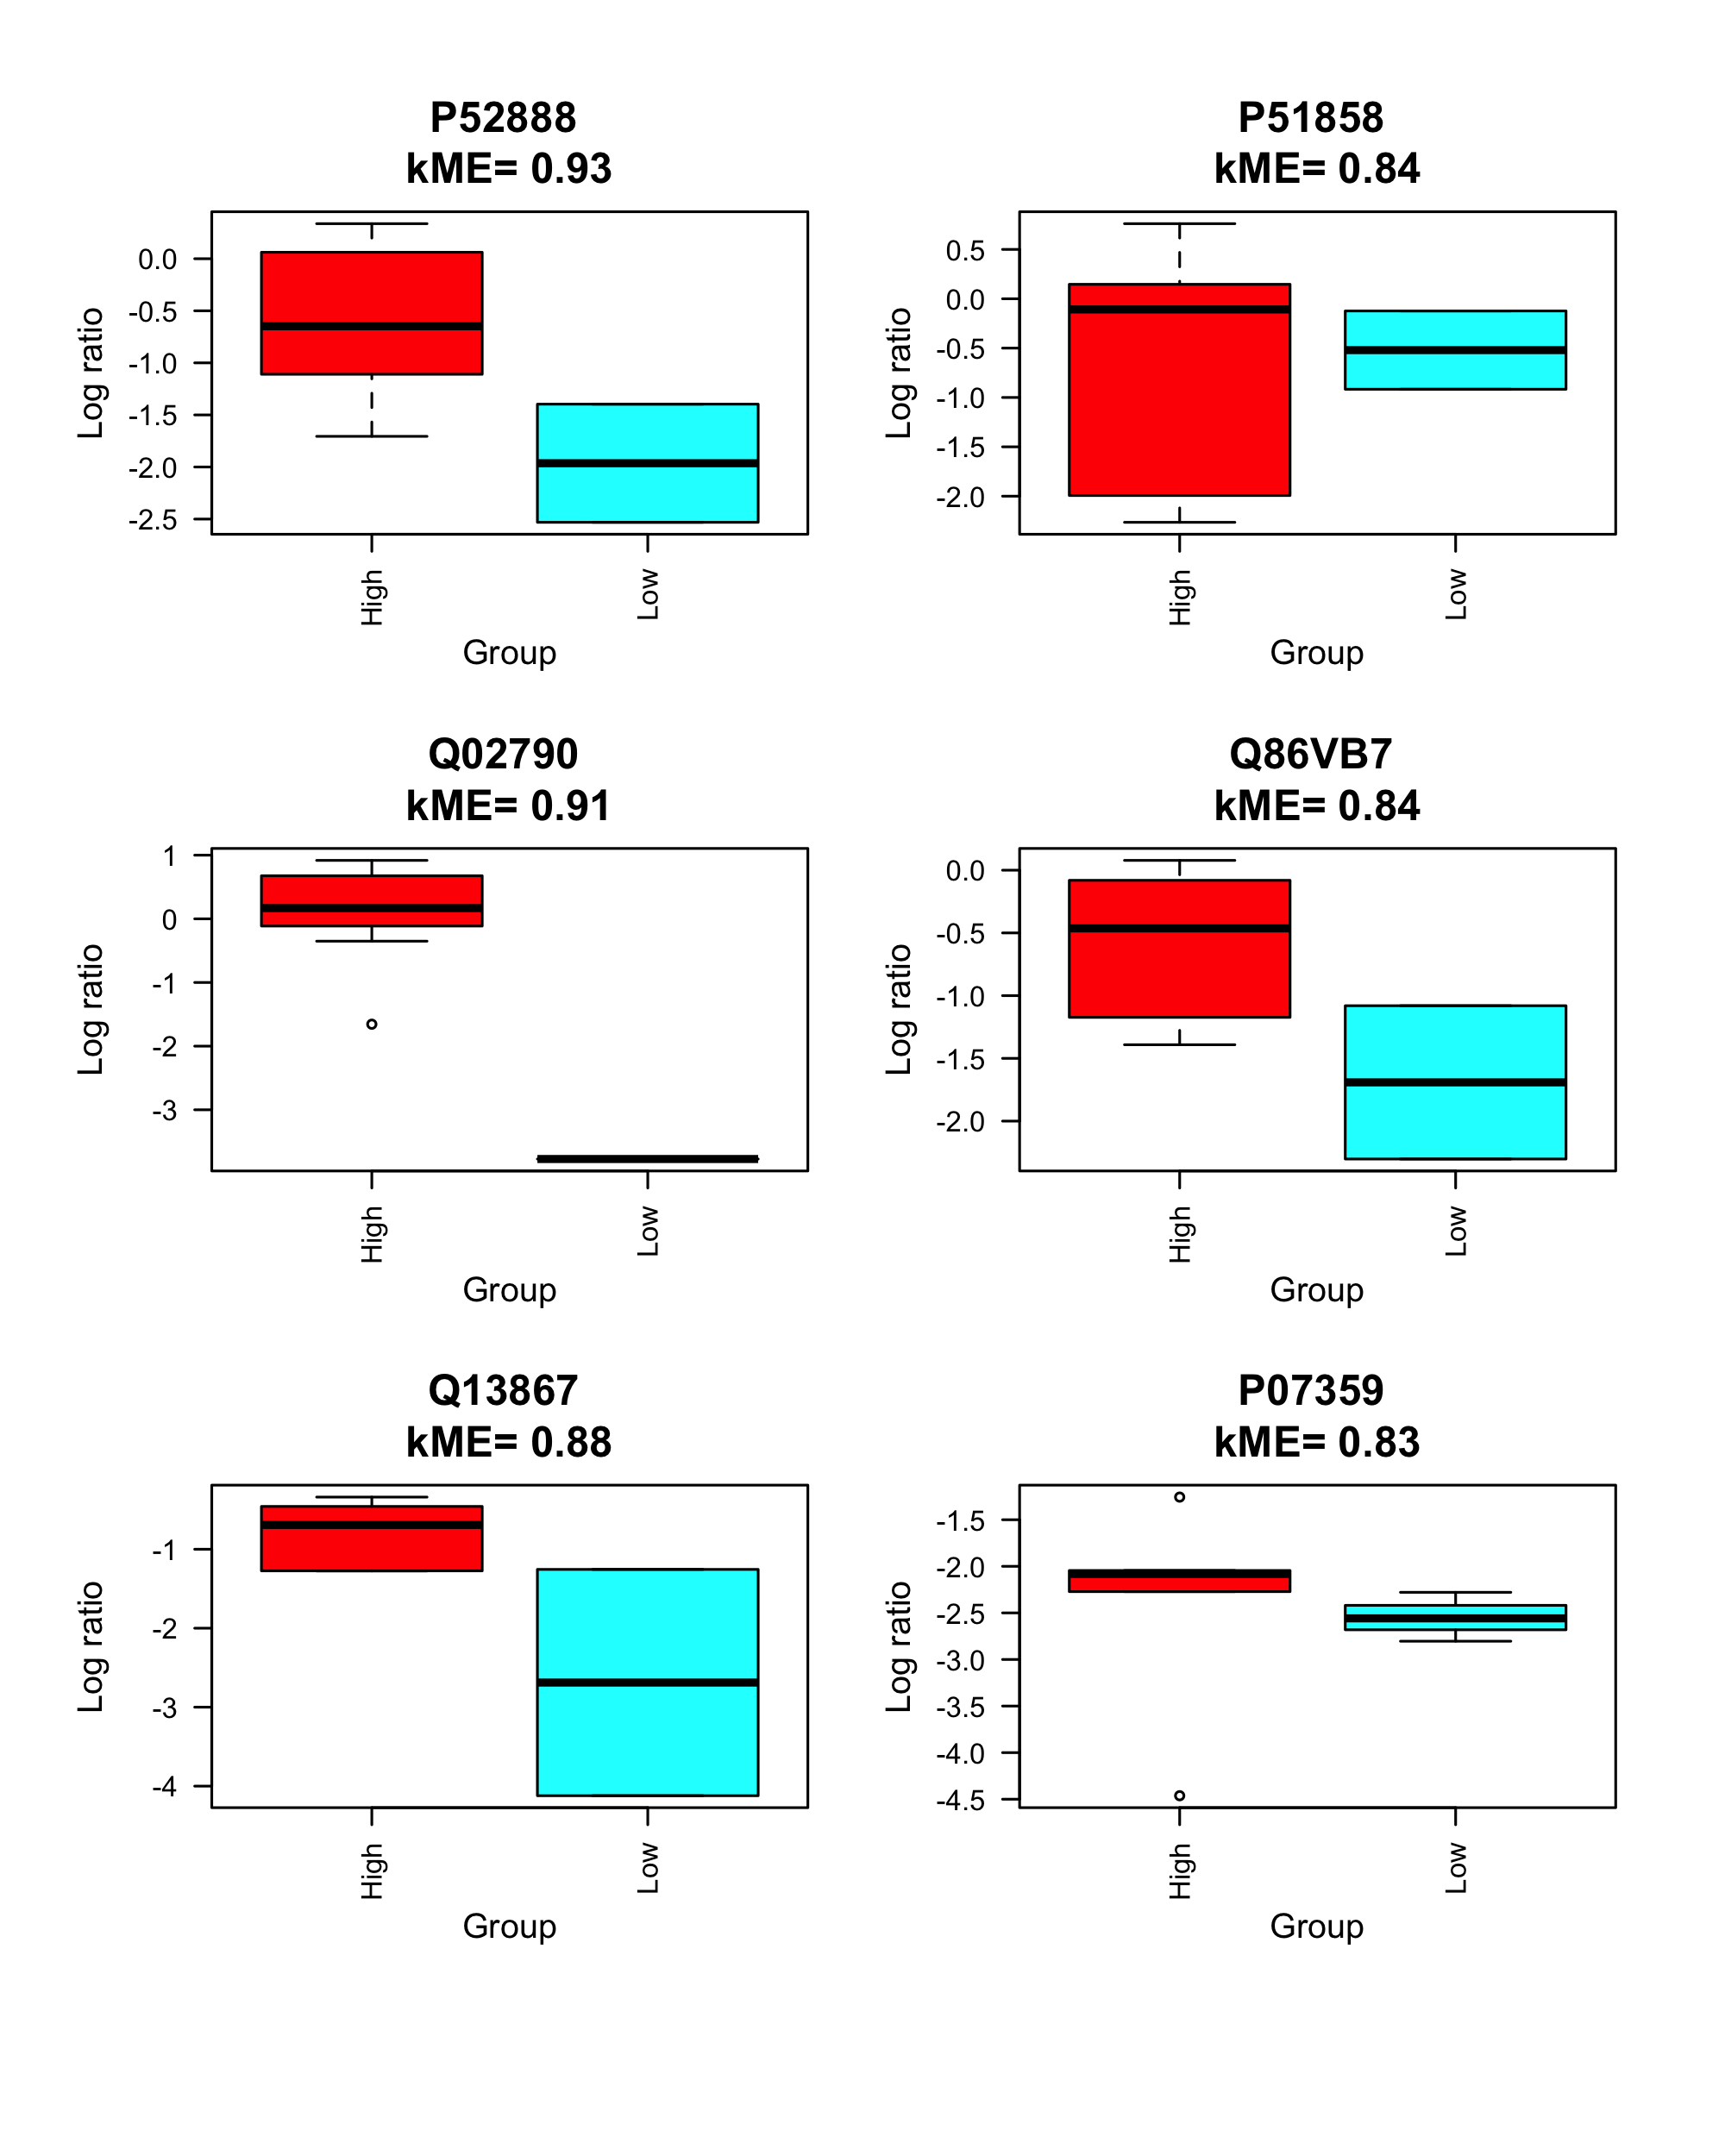 P52888
kME= 0.93
Log ratio
0.0
-0.5
-1.0
-1.5
-2.0
-2.5
High
Low
Group
P51858
kME= 0.84
Log ratio
0.5
0.0
-0.5
-1.0
-1.5
-2.0
High
Low
Group
Q02790
kME= 0.91
Log ratio
1
0
-1
-2
-3
High
Low
Group
Q86VB7
kME= 0.84
Log ratio
0.0
-0.5
-1.0
-1.5
-2.0
High
Low
Group
Q13867
kME= 0.88
Log ratio
-1
-2
-3
-4
High
Low
Group
P07359
kME= 0.83
Log ratio
-1.5
-2.0
-2.5
-3.0
-3.5
-4.0
-4.5
High
Low
Group